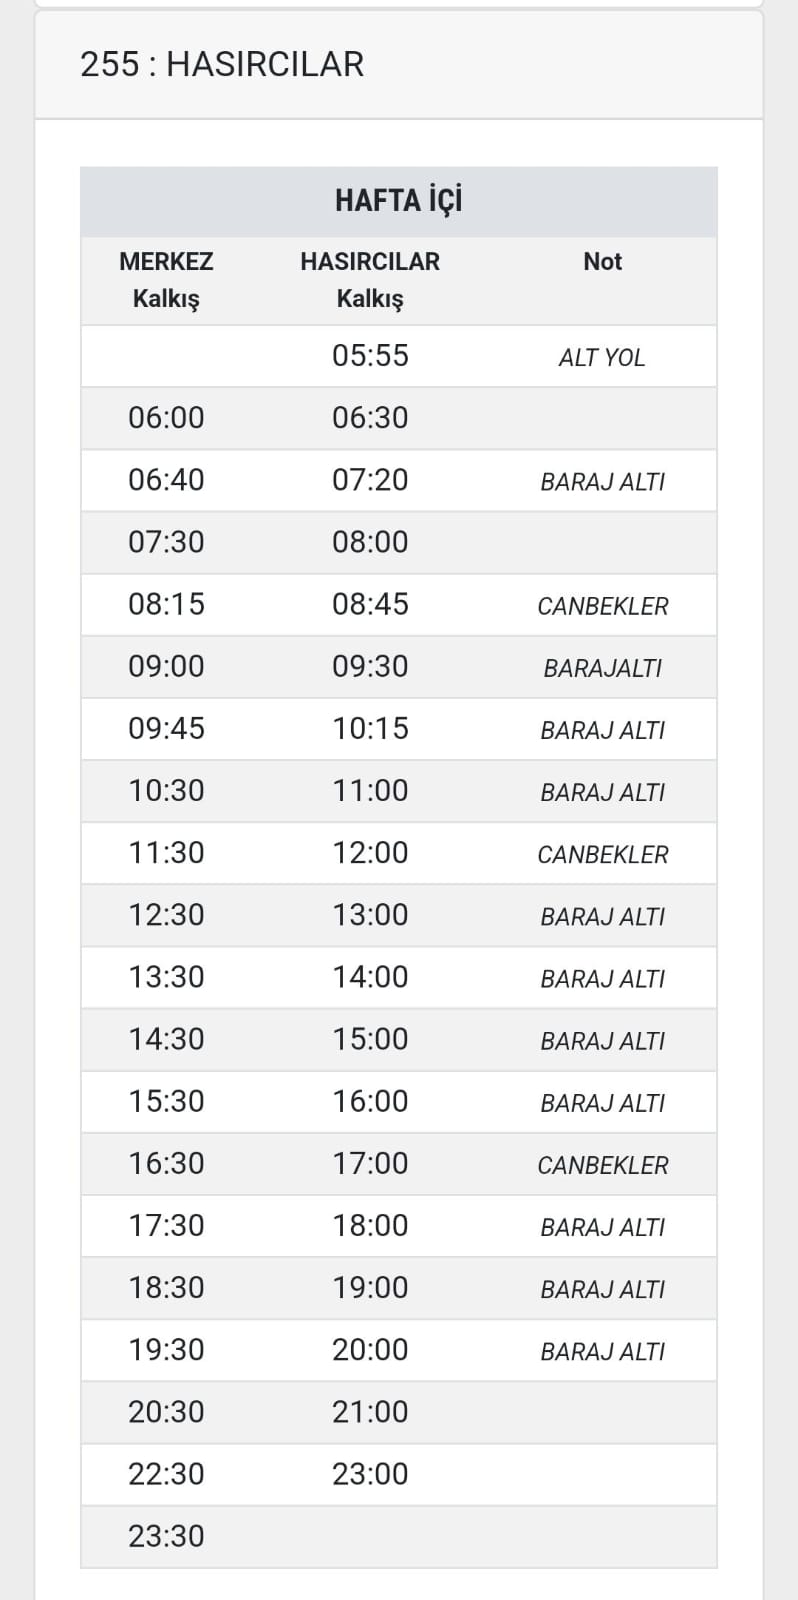 255 : HASIRCILAR
HAFTA İÇİ
MERKEZ Kalkış HASIRCILAR Kalkış Not
05:55 ALT YOL
06:00 06:30
06:40 07:20 BARAJ ALTI
07:30 08:00
08:15 08:45 CANBEKLER
09:00 09:30 BARAJALTI
09:45 10:15 BARAJ ALTI
10:30 11:00 BARAJ ALTI
11:30 12:00 CANBEKLER
12:30 13:00 BARAJ ALTI
13:30 14:00 BARAJ ALTI
14:30 15:00 BARAJ ALTI
15:30 16:00 BARAJ ALTI
16:30 17:00 CANBEKLER
17:30 18:00 BARAJ ALTI
18:30 19:00 BARAJ ALTI
19:30 20:00 BARAJ ALTI
20:30 21:00
22:30 23:00
23:30